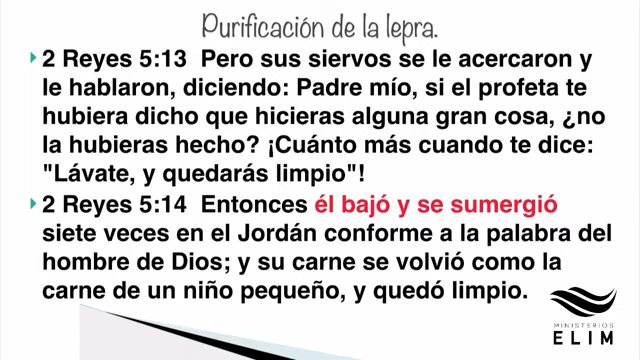 Purificación de la lepra.
2 Reyes 5:13 Pero sus siervos se le acercaron y
le hablaron, diciendo: Padre mío, si el profeta te
hubiera dicho que hicieras alguna gran cosa, ¿no
la hubieras hecho? ¡Cuánto más cuando te dice:
"Lávate, y quedarás limpio"!
2 Reyes 5:14 Entonces él bajó y se sumergió
siete veces en el Jordán conforme a la palabra del
hombre de Dios; y su carne se volvió como la
carne de un niño pequeño, y quedó limpio.
MINISTERIOS
ELIM